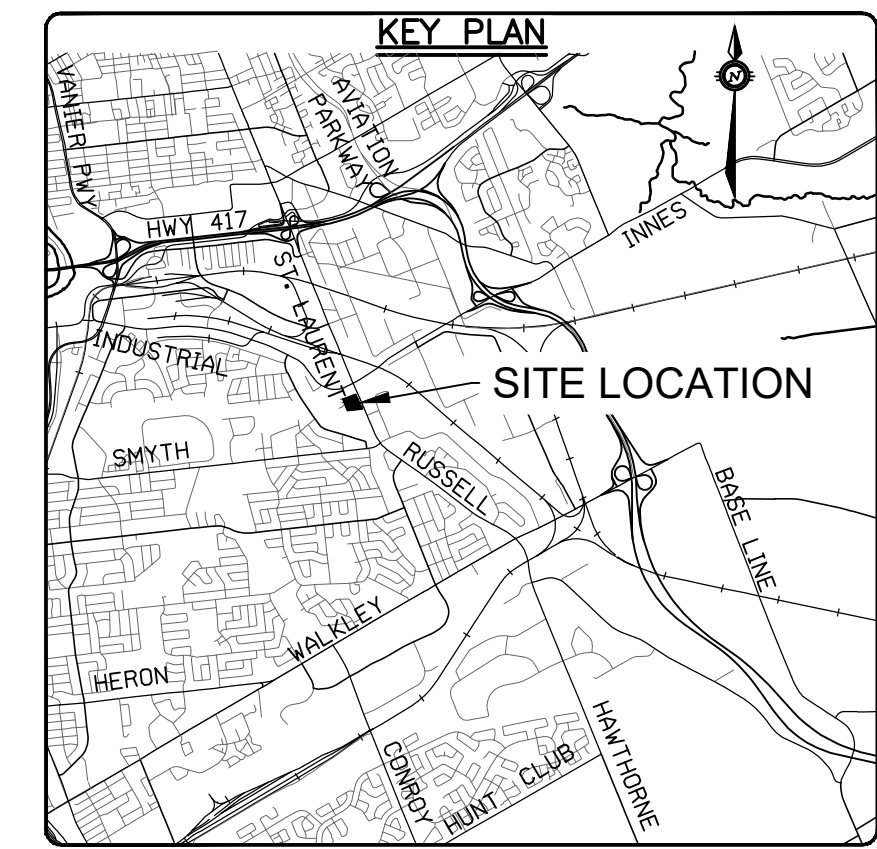 KEY PLAN
VANIER PWY
AVIATION
PARKWAY
N
HWY 417
INNES
ST. LAURENT
INDUSTRIAL
SITE LOCATION
SMYTH
RUSSELL
BASE LINE
WALKLEY
HERON
HAWTHORNE
CONROY
HUNT CLUB